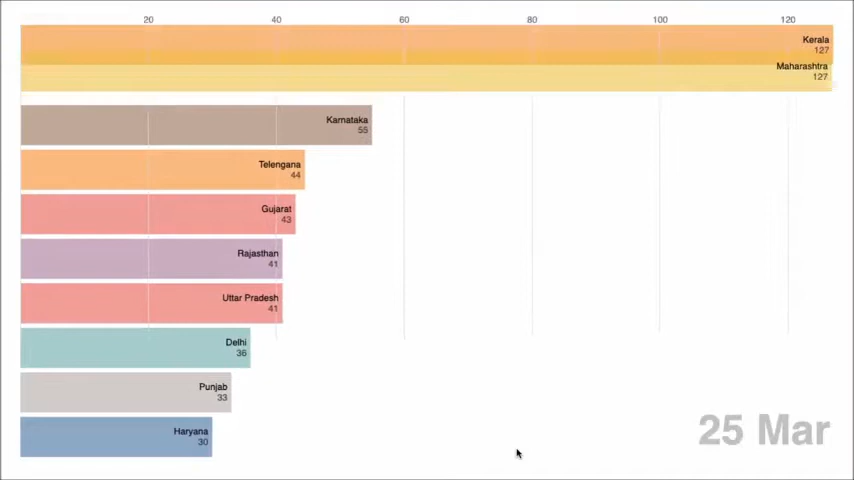 20 40 60 80 100 120
Kerala
127
Maharashtra
127
Karnataka
55
Telengana
44
Gujarat
43
Rajasthan
41
Uttar Pradesh
41
Delhi
36
Punjab
33
Haryana
30
25 Mar